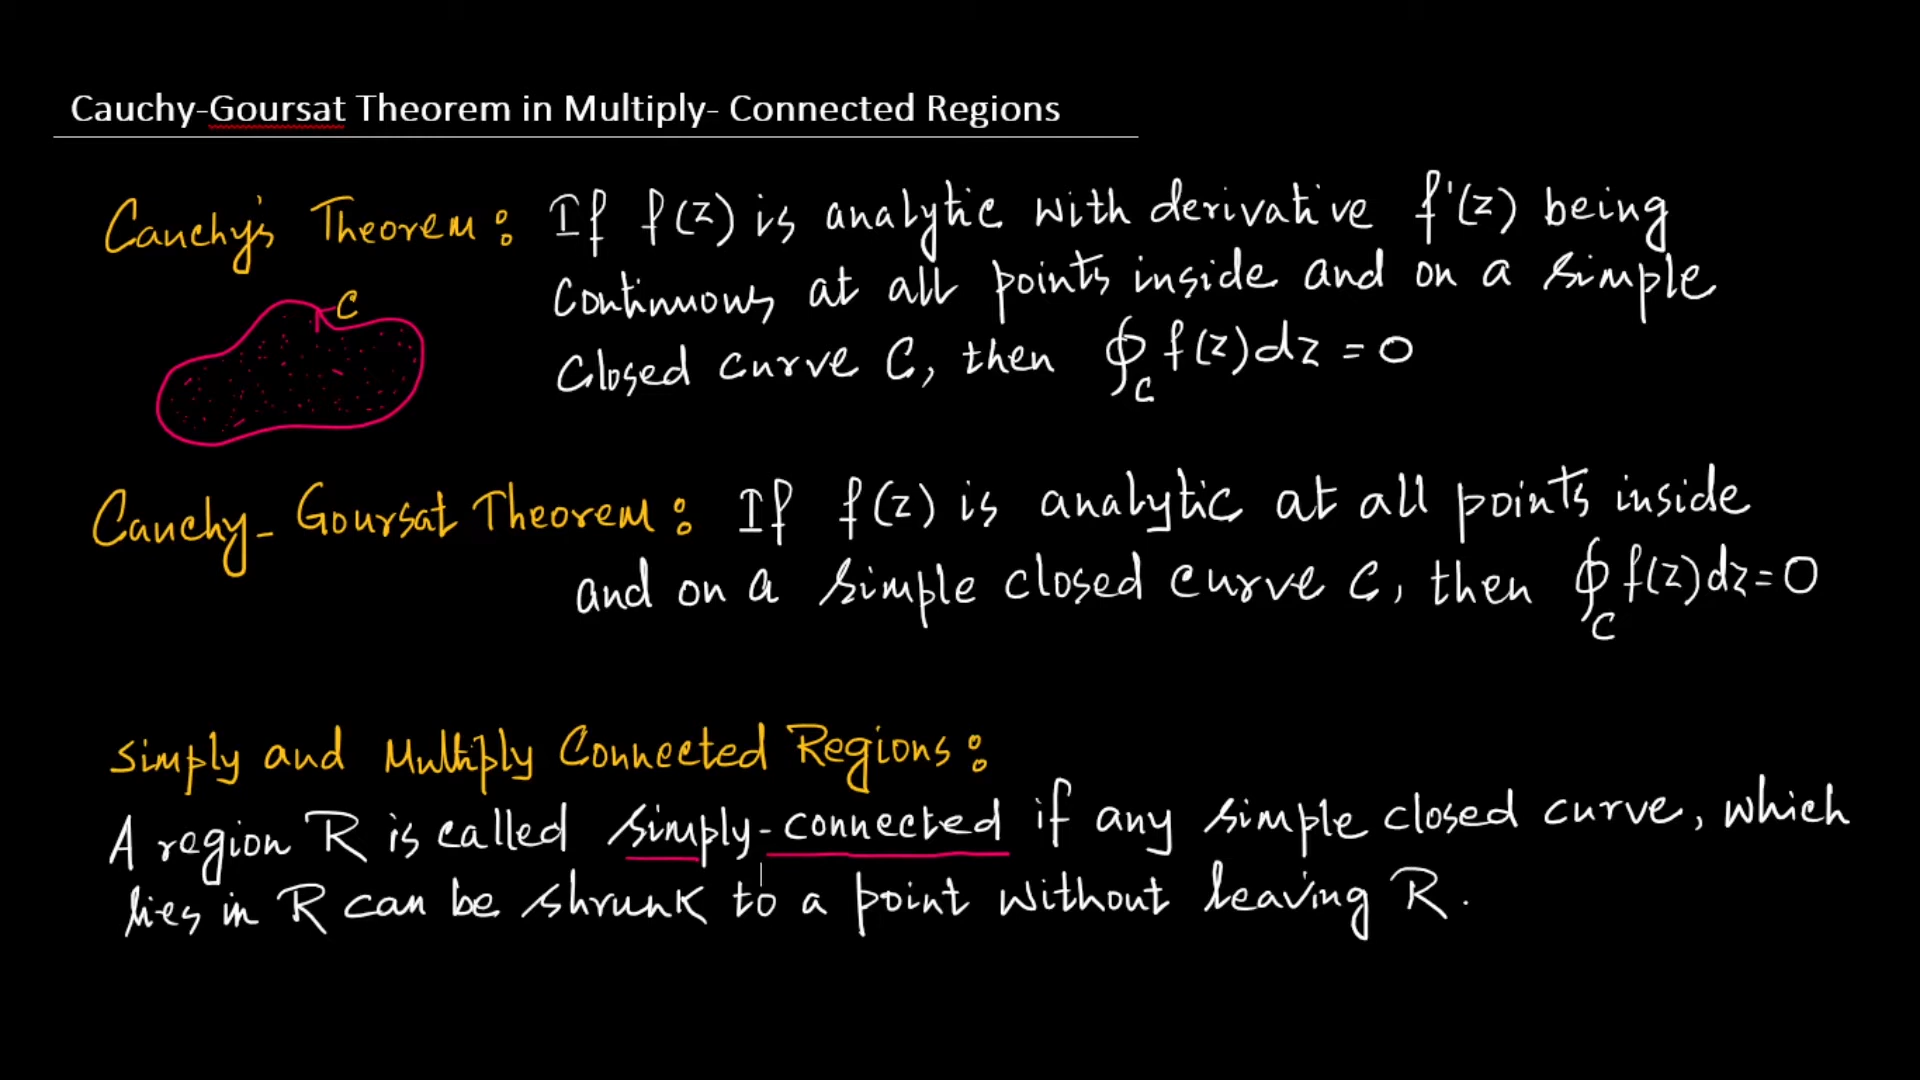 Cauchy-Goursat Theorem in Multiply- Connected Regions
Cauchy's Theorem: If f(z) is analytic with derivative f'(z) being
continuous at all points inside and on a simple
C
closed curve C, then ∮_C f(z)dz = 0
Cauchy-Goursat Theorem: If f(z) is analytic at all points inside
and on a simple closed curve C, then ∮_C f(z)dz=0
Simply and Multiply Connected Regions:
A region R is called simply-connected if any simple closed curve, which
lies in R can be shrunk to a point without leaving R.